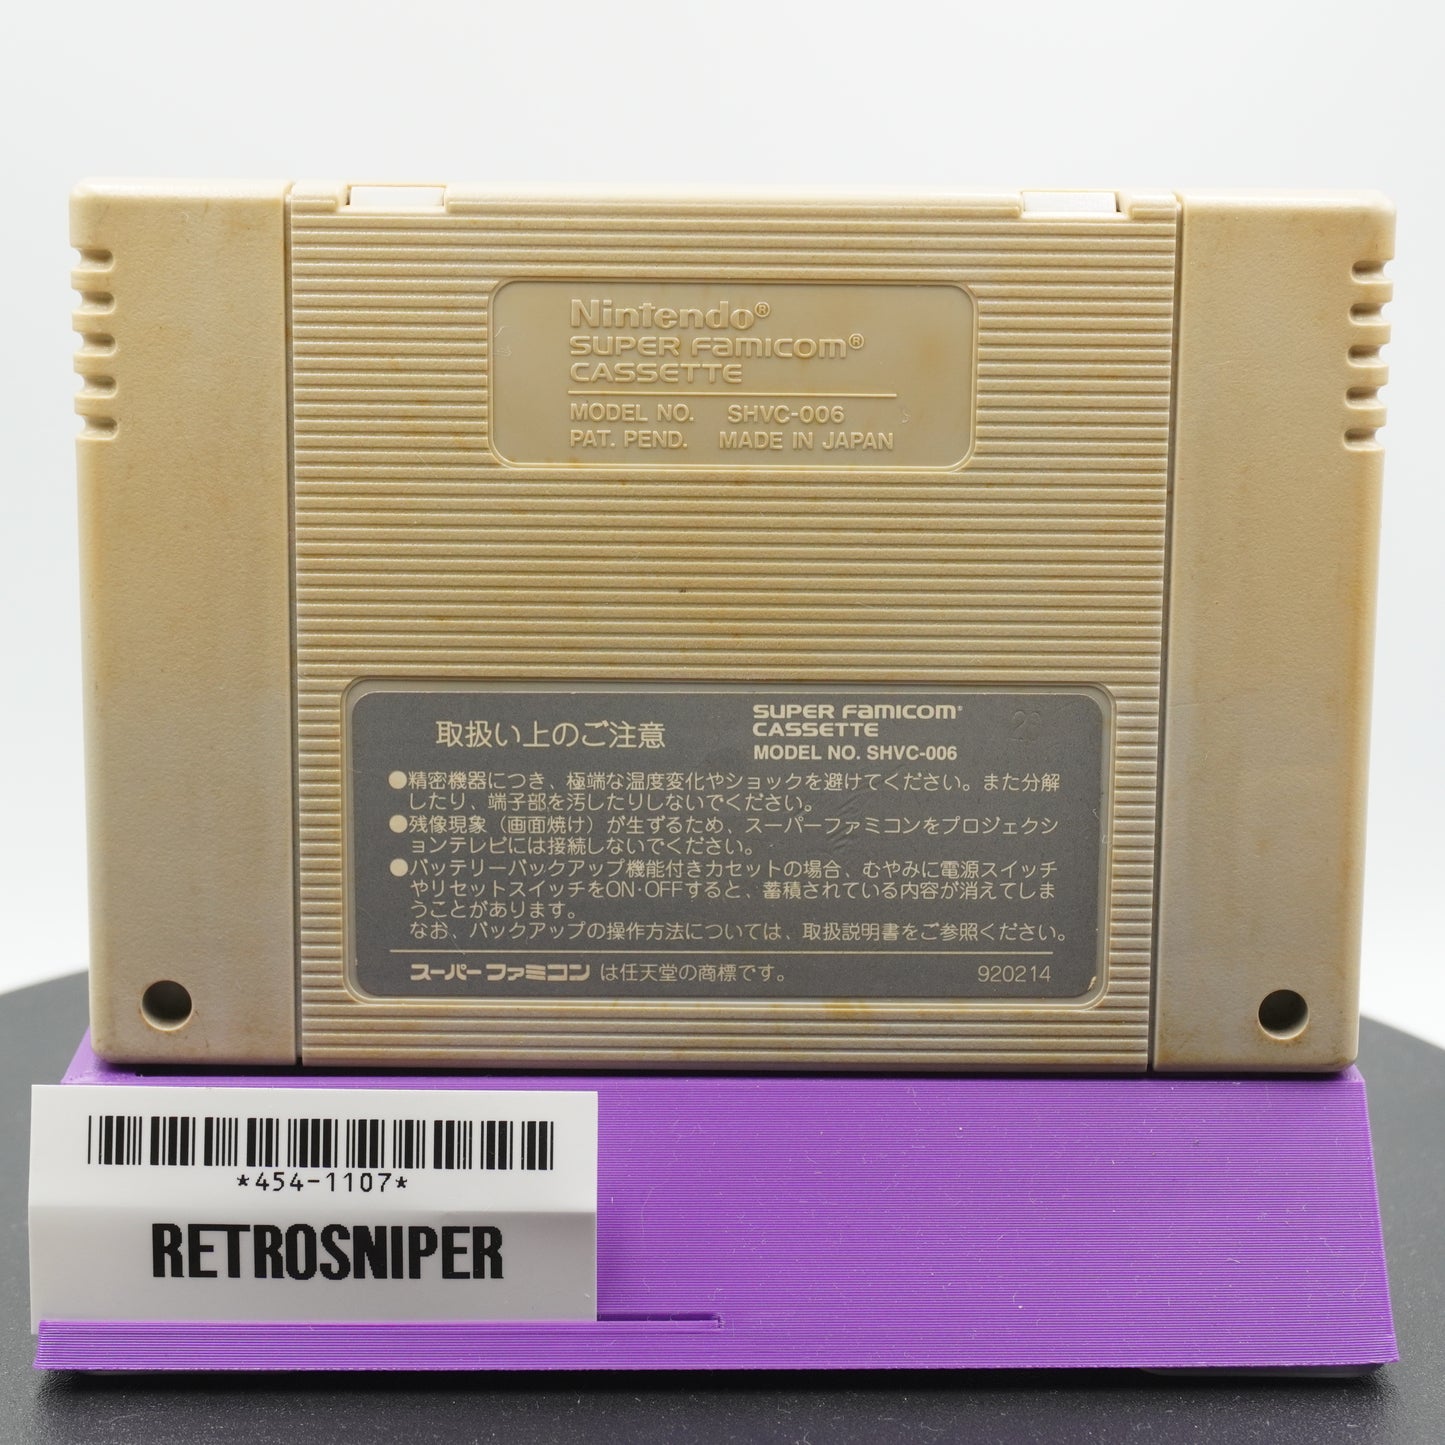 Nintendo®
SUPER FAMICOM®
CASSETTE
MODEL NO. SHVC-006
PAT. PEND. MADE IN JAPAN
取扱い上のご注意
SUPER FAMICOM®
CASSETTE
MODEL NO. SHVC-006
●精密機器につき、極端な温度変化やショックを避けてください。また分解
したり、端子部を汚したりしないでください。
●残像現象（画面焼け）が生ずるため、スーパーファミコンをプロジェクシ
ョンテレビには接続しないでください。
●バッテリーバックアップ機能付きカセットの場合、むやみに電源スイッチ
やリセットスイッチをON・OFFすると、蓄積されている内容が消えてしま
うことがあります。
なお、バックアップの操作方法については、取扱説明書をご参照ください。
スーパーファミコン は任天堂の商標です。 920214
*454-1107*
RETROSNIPER